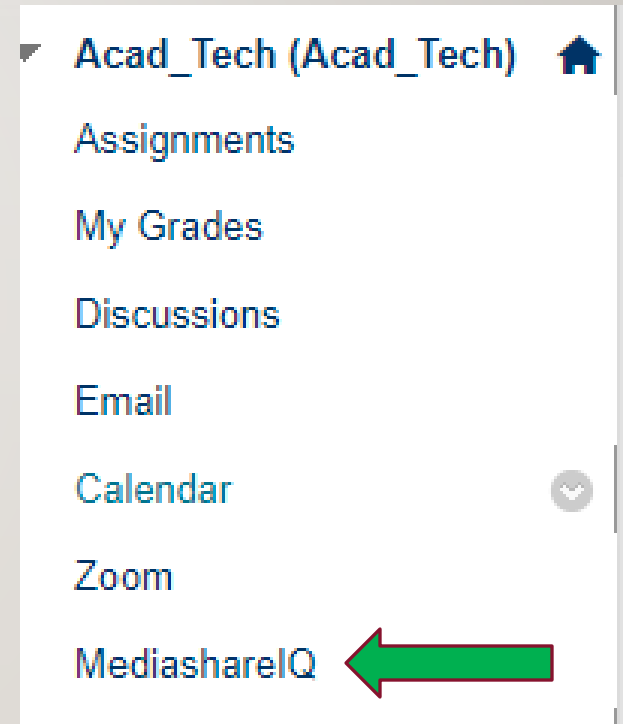 Acad_Tech (Acad_Tech)
Assignments
My Grades
Discussions
Email
Calendar
Zoom
MediashareIQ